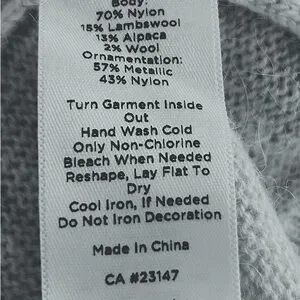 Body:
70% Nylon
15% Lambswool
13% Alpaca
2% Wool
Ornamentation:
57% Metallic
43% Nylon
Turn Garment Inside
Out
Hand Wash Cold
Only Non-Chlorine
Bleach When Needed
Reshape, Lay Flat To
Dry
Cool Iron, If Needed
Do Not Iron Decoration
Made In China
CA #23147